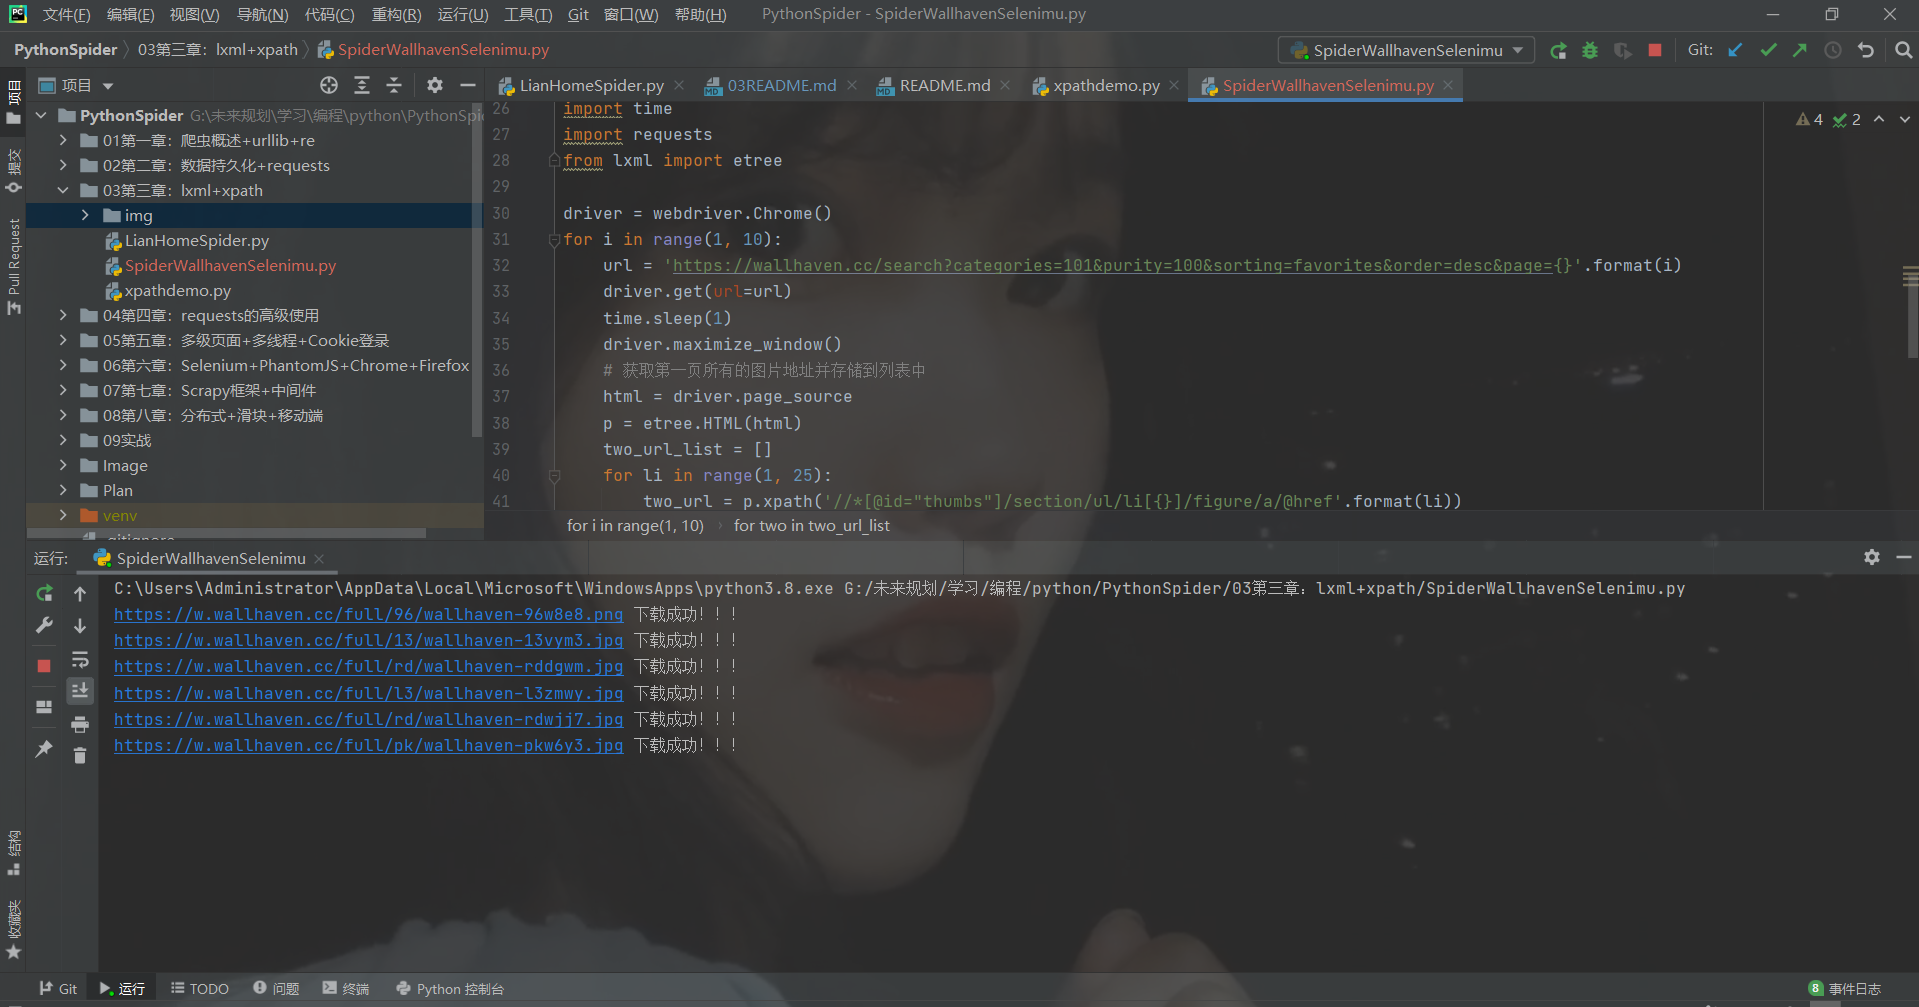 文件(F) 编辑(E) 视图(V) 导航(N) 代码(C) 重构(R) 运行(U) 工具(T) Git 窗口(W) 帮助(H) PythonSpider - SpiderWallhavenSelenimu.py
PythonSpider 03第三章：lxml+xpath SpiderWallhavenSelenimu.py SpiderWallhavenSelenimu Git:
项目
提交
Pull Request
结构
收藏夹
项目
PythonSpider G:\未来规划\学习\编程\python\PythonSpi
01第一章：爬虫概述+urllib+re
02第二章：数据持久化+requests
03第三章：lxml+xpath
img
LianHomeSpider.py
SpiderWallhavenSelenimu.py
xpathdemo.py
04第四章：requests的高级使用
05第五章：多级页面+多线程+Cookie登录
06第六章：Selenium+PhantomJS+Chrome+Firefox
07第七章：Scrapy框架+中间件
08第八章：分布式+滑块+移动端
09实战
Image
Plan
venv
.gitignore
LianHomeSpider.py 03README.md README.md xpathdemo.py SpiderWallhavenSelenimu.py
4 2
26 import time
27 import requests
28 from lxml import etree
29
30 driver = webdriver.Chrome()
31 for i in range(1, 10):
32 url = 'https://wallhaven.cc/search?categories=101&purity=100&sorting=favorites&order=desc&page={}'.format(i)
33 driver.get(url=url)
34 time.sleep(1)
35 driver.maximize_window()
36 # 获取第一页所有的图片地址并存储到列表中
37 html = driver.page_source
38 p = etree.HTML(html)
39 two_url_list = []
40 for li in range(1, 25):
41 two_url = p.xpath('//*[@id="thumbs"]/section/ul/li[{}]/figure/a/@href'.format(li))
for i in range(1, 10) › for two in two_url_list
运行: SpiderWallhavenSelenimu
C:\Users\Administrator\AppData\Local\Microsoft\WindowsApps\python3.8.exe G:/未来规划/学习/编程/python/PythonSpider/03第三章：lxml+xpath/SpiderWallhavenSelenimu.py
https://w.wallhaven.cc/full/96/wallhaven-96w8e8.png 下载成功！！！
https://w.wallhaven.cc/full/13/wallhaven-13vym3.jpg 下载成功！！！
https://w.wallhaven.cc/full/rd/wallhaven-rddgwm.jpg 下载成功！！！
https://w.wallhaven.cc/full/l3/wallhaven-l3zmwy.jpg 下载成功！！！
https://w.wallhaven.cc/full/rd/wallhaven-rdwjj7.jpg 下载成功！！！
https://w.wallhaven.cc/full/pk/wallhaven-pkw6y3.jpg 下载成功！！！
Git 运行 TODO 问题 终端 Python 控制台 8 事件日志